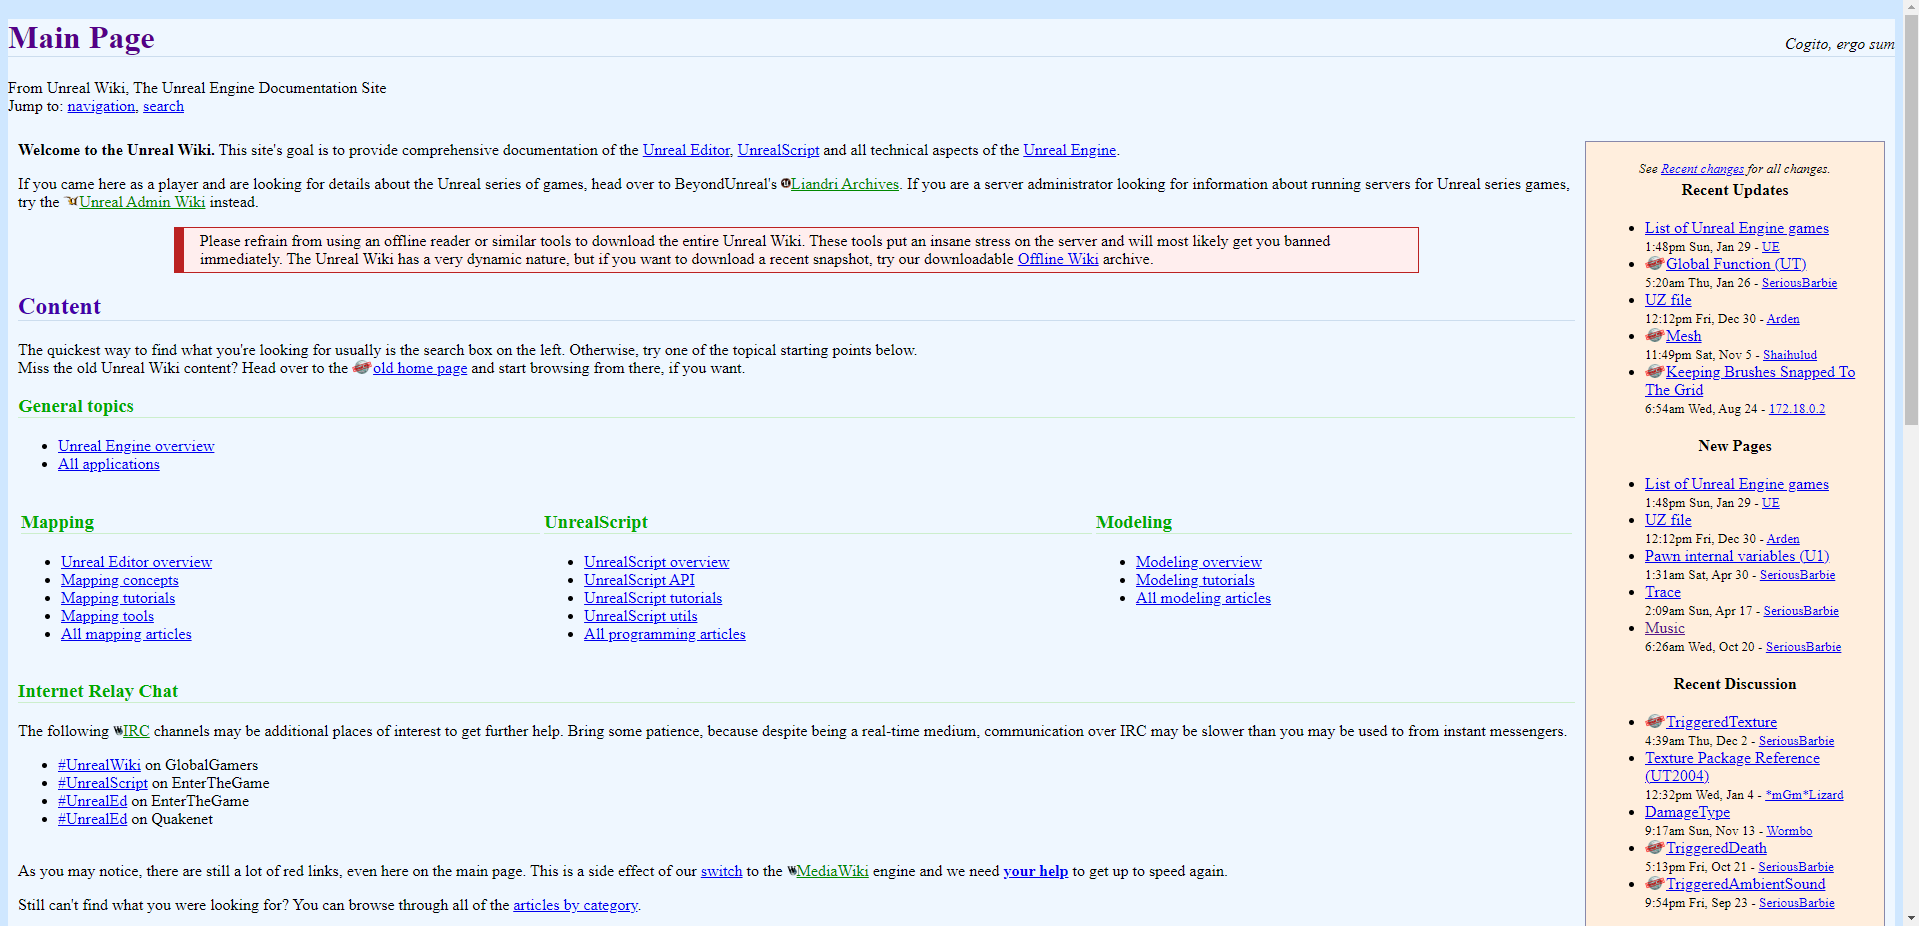 Main Page
Cogito, ergo sum
From Unreal Wiki, The Unreal Engine Documentation Site
Jump to: navigation, search
Welcome to the Unreal Wiki. This site's goal is to provide comprehensive documentation of the Unreal Editor, UnrealScript and all technical aspects of the Unreal Engine.
If you came here as a player and are looking for details about the Unreal series of games, head over to BeyondUnreal's Liandri Archives. If you are a server administrator looking for information about running servers for Unreal series games,
try the Unreal Admin Wiki instead.
Please refrain from using an offline reader or similar tools to download the entire Unreal Wiki. These tools put an insane stress on the server and will most likely get you banned
immediately. The Unreal Wiki has a very dynamic nature, but if you want to download a recent snapshot, try our downloadable Offline Wiki archive.
Content
The quickest way to find what you're looking for usually is the search box on the left. Otherwise, try one of the topical starting points below.
Miss the old Unreal Wiki content? Head over to the old home page and start browsing from there, if you want.
General topics
Unreal Engine overview
All applications
Mapping
Unreal Editor overview
Mapping concepts
Mapping tutorials
Mapping tools
All mapping articles
UnrealScript
UnrealScript overview
UnrealScript API
UnrealScript tutorials
UnrealScript utils
All programming articles
Modeling
Modeling overview
Modeling tutorials
All modeling articles
Internet Relay Chat
The following IRC channels may be additional places of interest to get further help. Bring some patience, because despite being a real-time medium, communication over IRC may be slower than you may be used to from instant messengers.
#UnrealWiki on GlobalGamers
#UnrealScript on EnterTheGame
#UnrealEd on EnterTheGame
#UnrealEd on Quakenet
As you may notice, there are still a lot of red links, even here on the main page. This is a side effect of our switch to the MediaWiki engine and we need your help to get up to speed again.
Still can't find what you were looking for? You can browse through all of the articles by category.
See Recent changes for all changes.
Recent Updates
List of Unreal Engine games
1:48pm Sun, Jan 29 - UE
Global Function (UT)
5:20am Thu, Jan 26 - SeriousBarbie
UZ file
12:12pm Fri, Dec 30 - Arden
Mesh
11:49pm Sat, Nov 5 - Shaihulud
Keeping Brushes Snapped To
The Grid
6:54am Wed, Aug 24 - 172.18.0.2
New Pages
List of Unreal Engine games
1:48pm Sun, Jan 29 - UE
UZ file
12:12pm Fri, Dec 30 - Arden
Pawn internal variables (U1)
1:31am Sat, Apr 30 - SeriousBarbie
Trace
2:09am Sun, Apr 17 - SeriousBarbie
Music
6:26am Wed, Oct 20 - SeriousBarbie
Recent Discussion
TriggeredTexture
4:39am Thu, Dec 2 - SeriousBarbie
Texture Package Reference
(UT2004)
12:32pm Wed, Jan 4 - *mGm*Lizard
DamageType
9:17am Sun, Nov 13 - Wormbo
TriggeredDeath
5:13pm Fri, Oct 21 - SeriousBarbie
TriggeredAmbientSound
9:54pm Fri, Sep 23 - SeriousBarbie